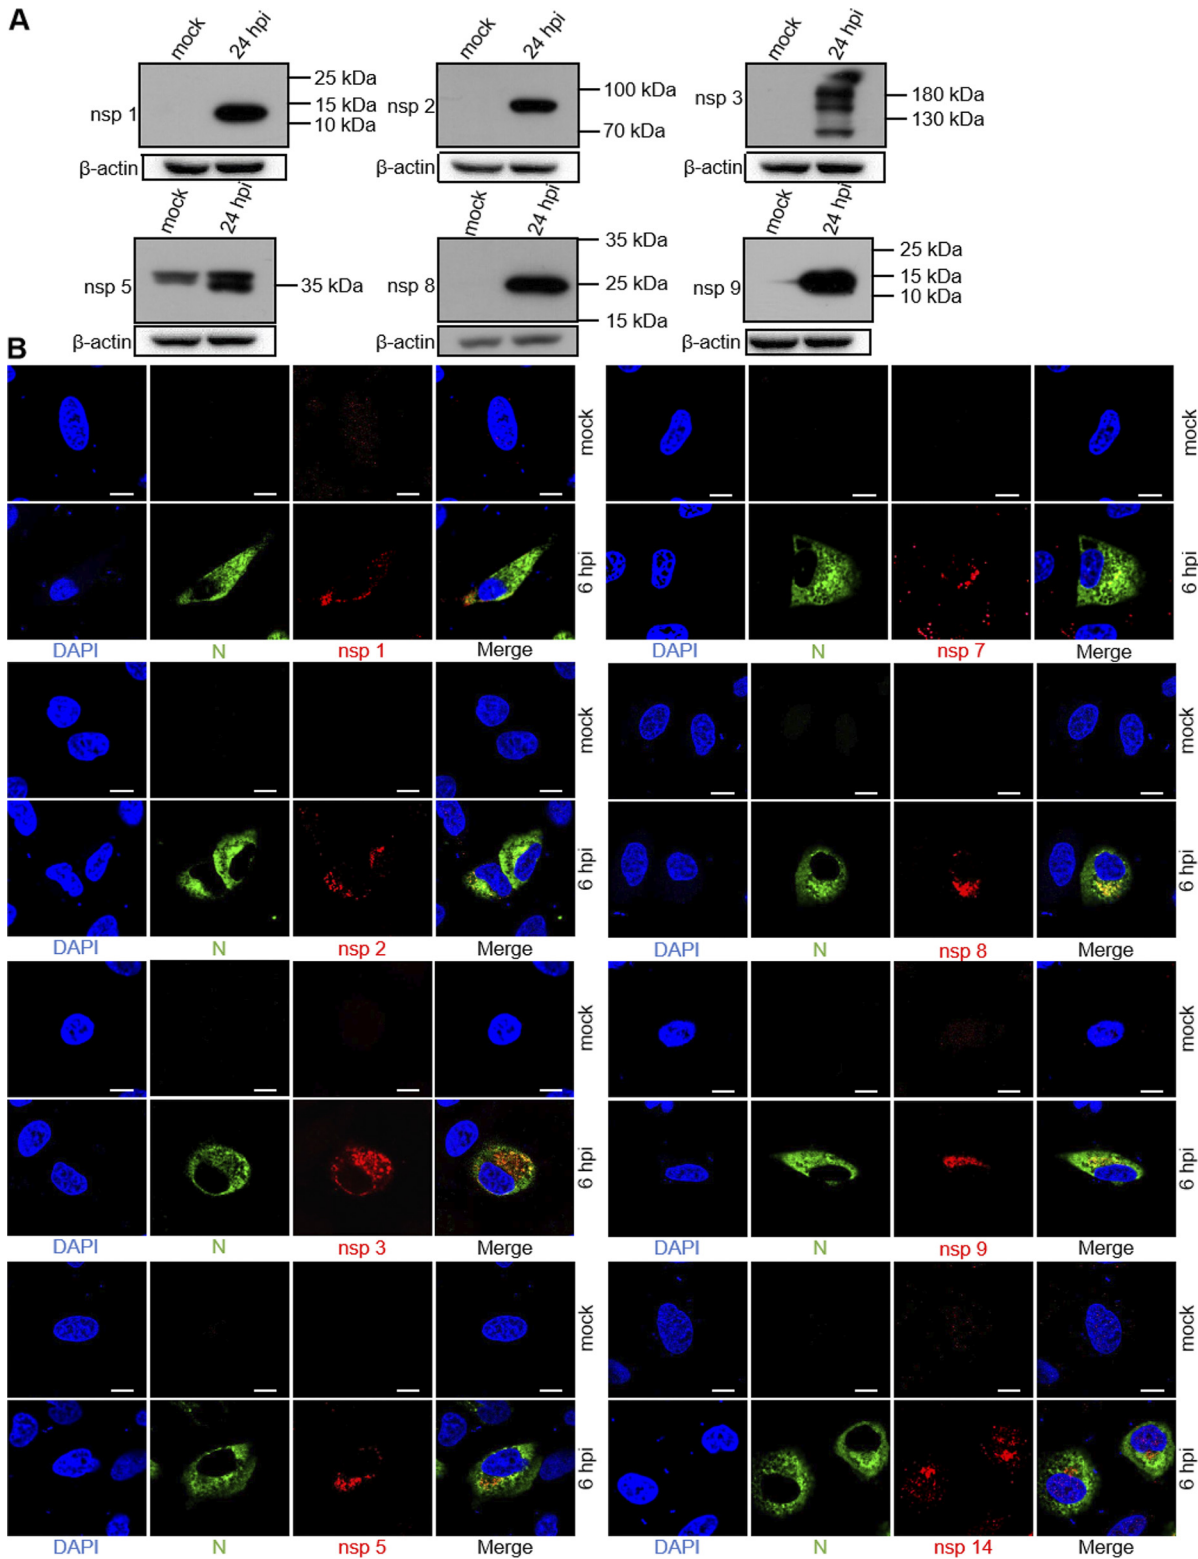 A
mock 24 hpi mock 24 hpi mock 24 hpi
nsp 1 25 kDa 15 kDa 10 kDa nsp 2 100 kDa 70 kDa nsp 3 180 kDa 130 kDa
β-actin β-actin β-actin
mock 24 hpi mock 24 hpi mock 24 hpi
nsp 5 35 kDa nsp 8 35 kDa 25 kDa 15 kDa nsp 9 25 kDa 15 kDa 10 kDa
β-actin β-actin β-actin
B
mock mock
6 hpi 6 hpi
DAPI N nsp 1 Merge DAPI N nsp 7 Merge
mock mock
6 hpi 6 hpi
DAPI N nsp 2 Merge DAPI N nsp 8 Merge
mock mock
6 hpi 6 hpi
DAPI N nsp 3 Merge DAPI N nsp 9 Merge
mock mock
6 hpi 6 hpi
DAPI N nsp 5 Merge DAPI N nsp 14 Merge